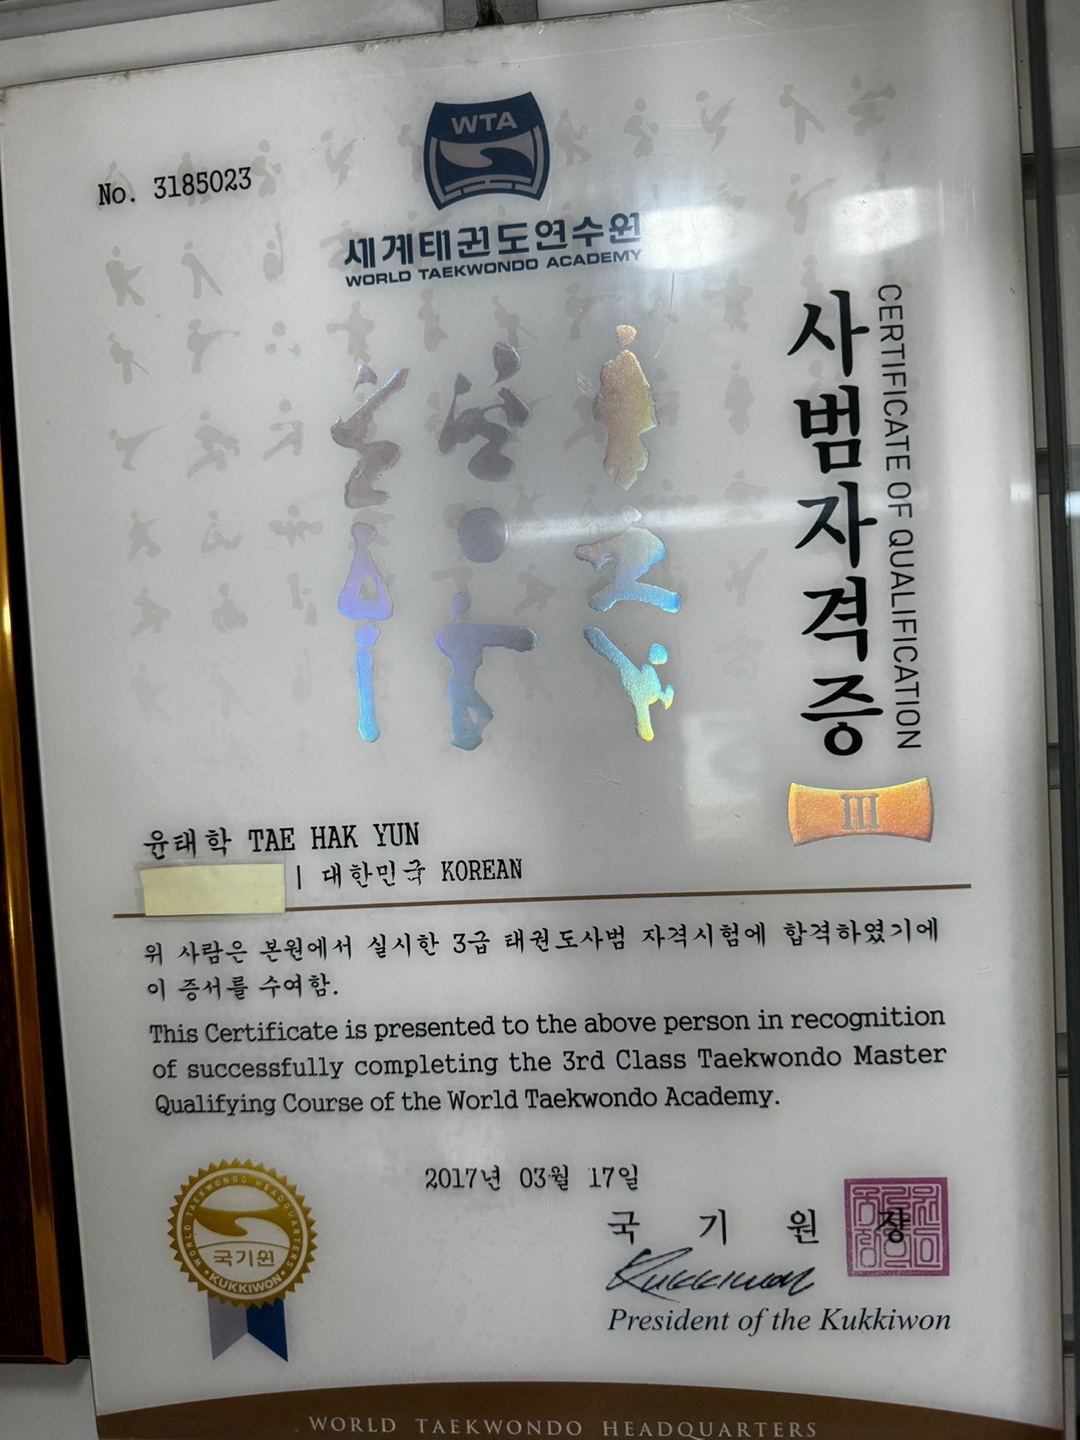 No. 3185023
WTA
세계태권도연수원
WORLD TAEKWONDO ACADEMY
사범자격증
CERTIFICATE OF QUALIFICATION
III
윤태학 TAE HAK YUN
| 대한민국 KOREAN
위 사람은 본원에서 실시한 3급 태권도사범 자격시험에 합격하였기에
이 증서를 수여함.
This Certificate is presented to the above person in recognition
of successfully completing the 3rd Class Taekwondo Master
Qualifying Course of the World Taekwondo Academy.
2017년 03월 17일
국 기 원 장
Kukkiwon
President of the Kukkiwon
WORLD TAEKWONDO HEADQUARTERS
국기원
KUKKIWON
WORLD TAEKWONDO HEADQUARTERS